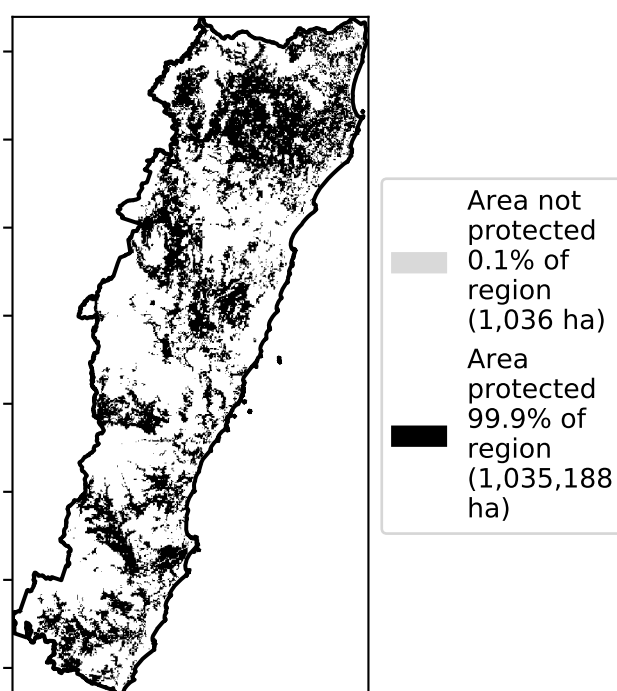 Area not
protected
0.1% of
region
(1,036 ha)
Area
protected
99.9% of
region
(1,035,188
ha)